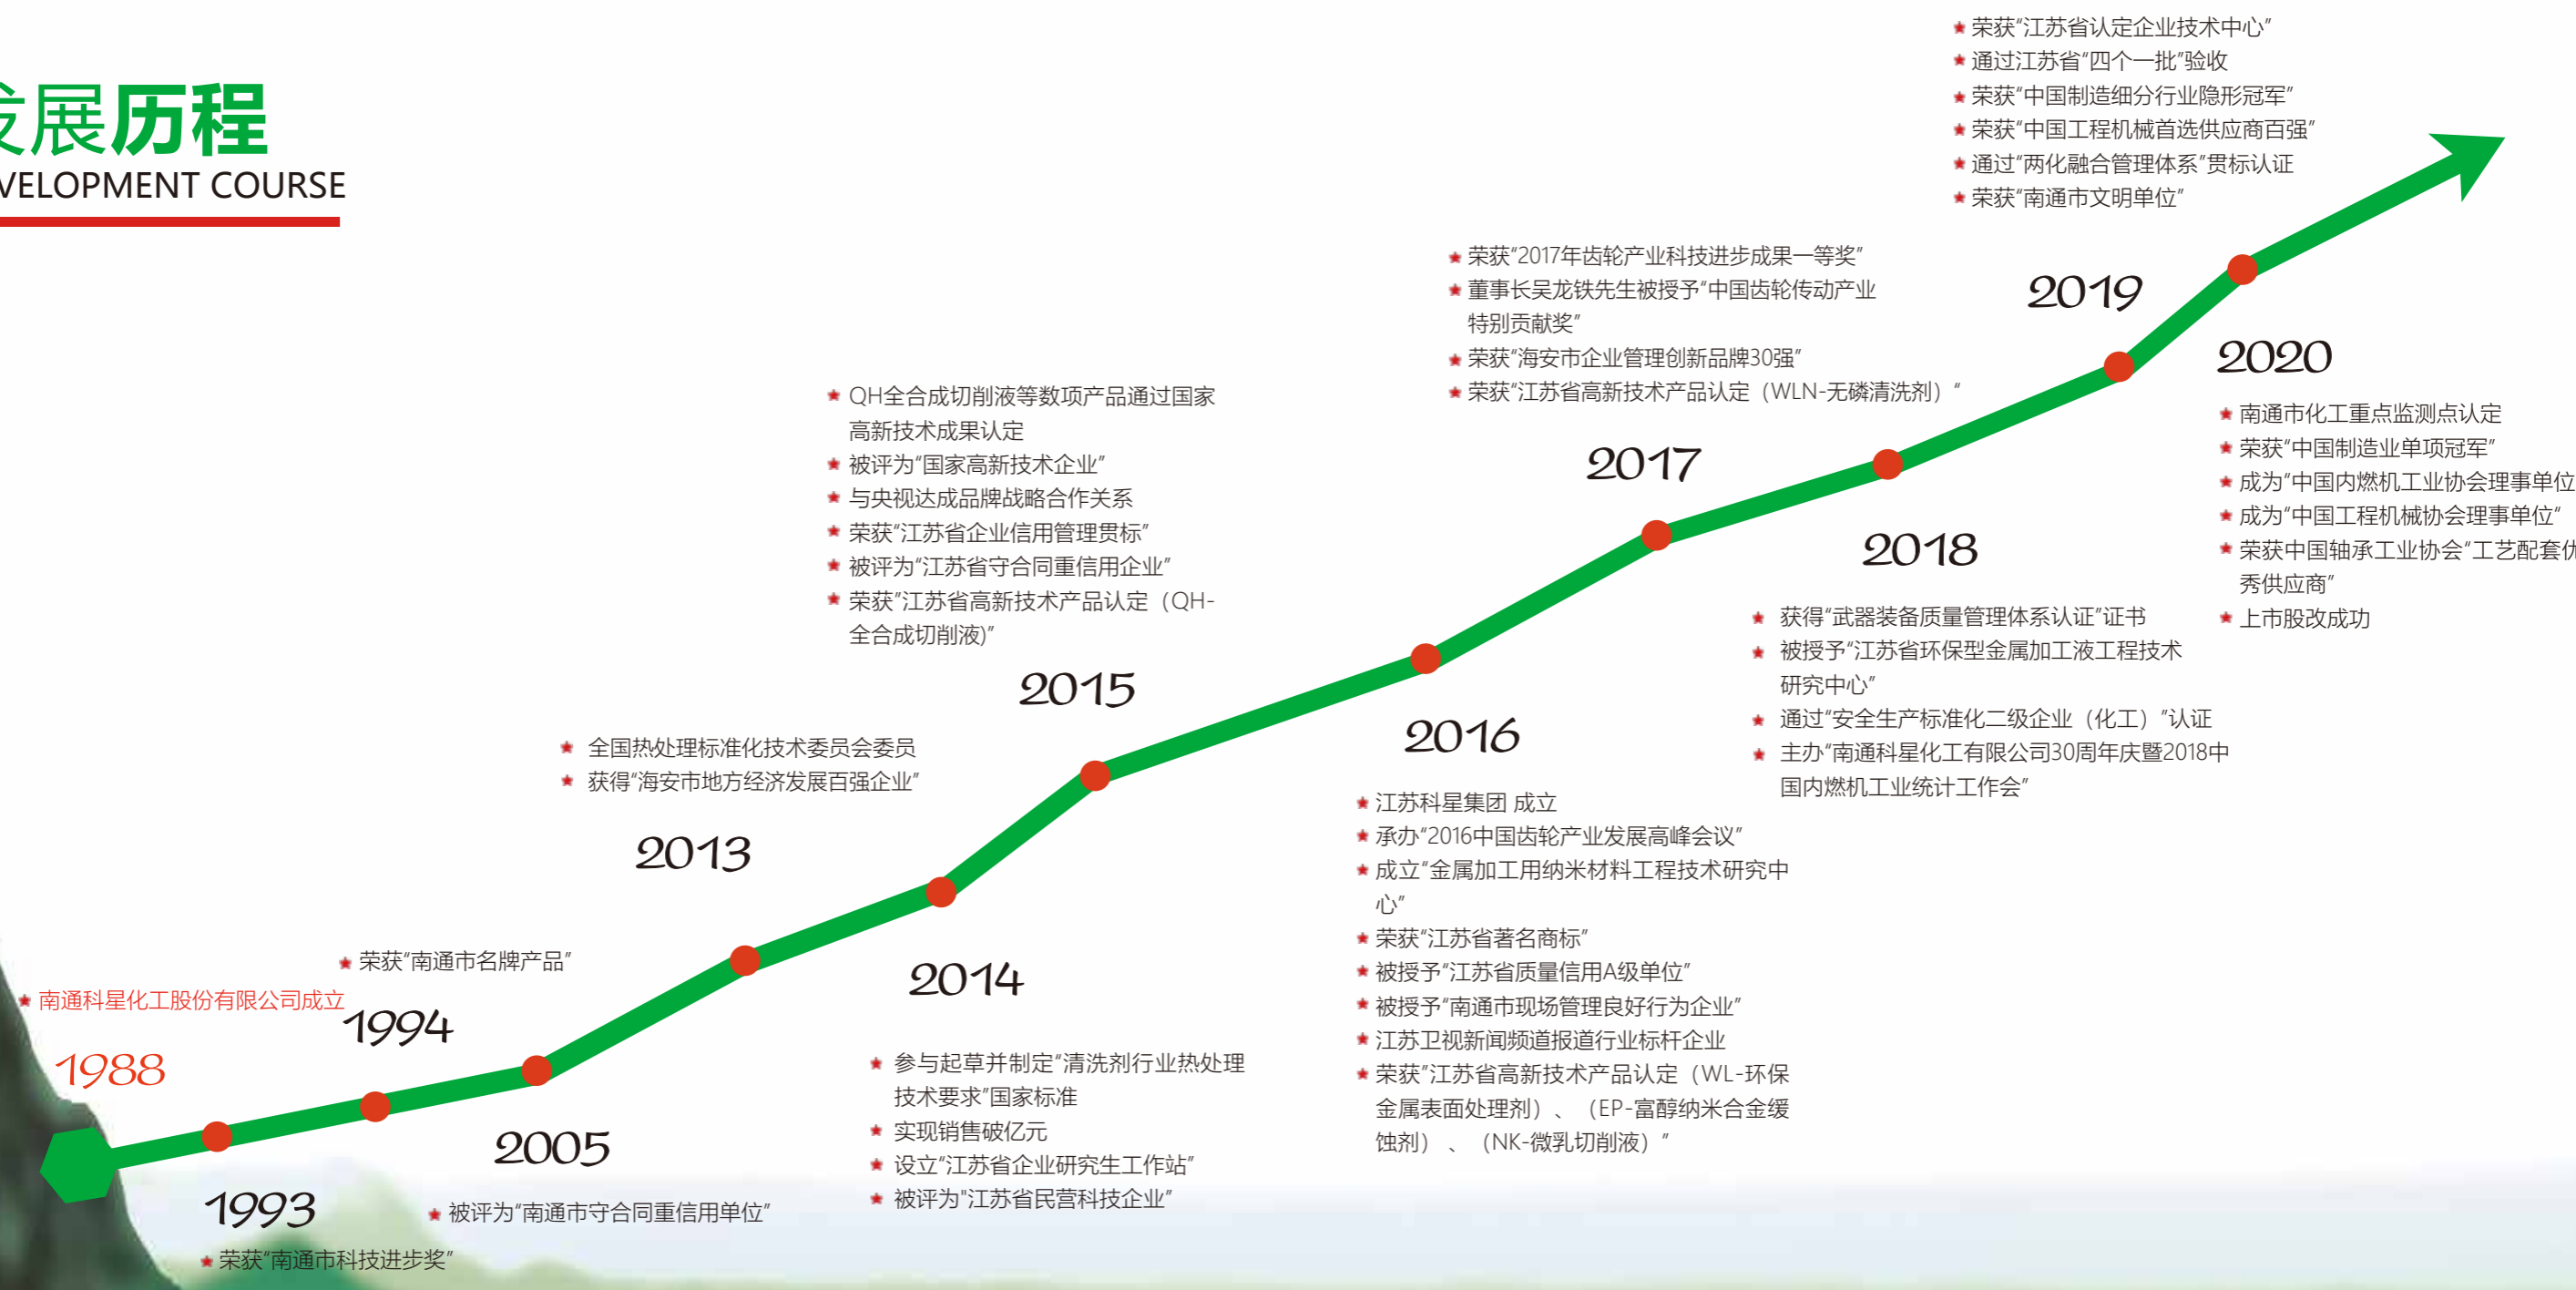 发展历程
VELOPMENT COURSE
南通科星化工股份有限公司成立
1988
1993
荣获“南通市科技进步奖”
荣获“南通市名牌产品”
1994
2005
被评为“南通市守合同重信用单位”
全国热处理标准化技术委员会委员
获得“海安市地方经济发展百强企业”
2013
2014
参与起草并制定“清洗剂行业热处理
技术要求”国家标准
实现销售破亿元
设立“江苏省企业研究生工作站”
被评为"江苏省民营科技企业”
QH全合成切削液等数项产品通过国家
高新技术成果认定
被评为“国家高新技术企业”
与央视达成品牌战略合作关系
荣获“江苏省企业信用管理贯标”
被评为“江苏省守合同重信用企业”
荣获”江苏省高新技术产品认定（QH-
全合成切削液)”
2015
2016
江苏科星集团 成立
承办“2016中国齿轮产业发展高峰会议”
成立“金属加工用纳米材料工程技术研究中
心”
荣获“江苏省著名商标”
被授予“江苏省质量信用A级单位”
被授予“南通市现场管理良好行为企业”
江苏卫视新闻频道报道行业标杆企业
荣获”江苏省高新技术产品认定（WL-环保
金属表面处理剂）、（EP-富醇纳米合金缓
蚀剂） 、（NK-微乳切削液）”
荣获“2017年齿轮产业科技进步成果一等奖”
董事长吴龙铁先生被授予“中国齿轮传动产业
特别贡献奖”
荣获“海安市企业管理创新品牌30强”
荣获“江苏省高新技术产品认定（WLN-无磷清洗剂）“
2017
2018
获得“武器装备质量管理体系认证”证书
被授予“江苏省环保型金属加工液工程技术
研究中心”
通过“安全生产标准化二级企业（化工）”认证
主办“南通科星化工有限公司30周年庆暨2018中
国内燃机工业统计工作会”
荣获“江苏省认定企业技术中心”
通过江苏省“四个一批”验收
荣获“中国制造细分行业隐形冠军”
荣获“中国工程机械首选供应商百强”
通过“两化融合管理体系”贯标认证
荣获“南通市文明单位”
2019
2020
南通市化工重点监测点认定
荣获“中国制造业单项冠军”
成为“中国内燃机工业协会理事单位
成为“中国工程机械协会理事单位“
荣获中国轴承工业协会“工艺配套优
秀供应商”
上市股改成功